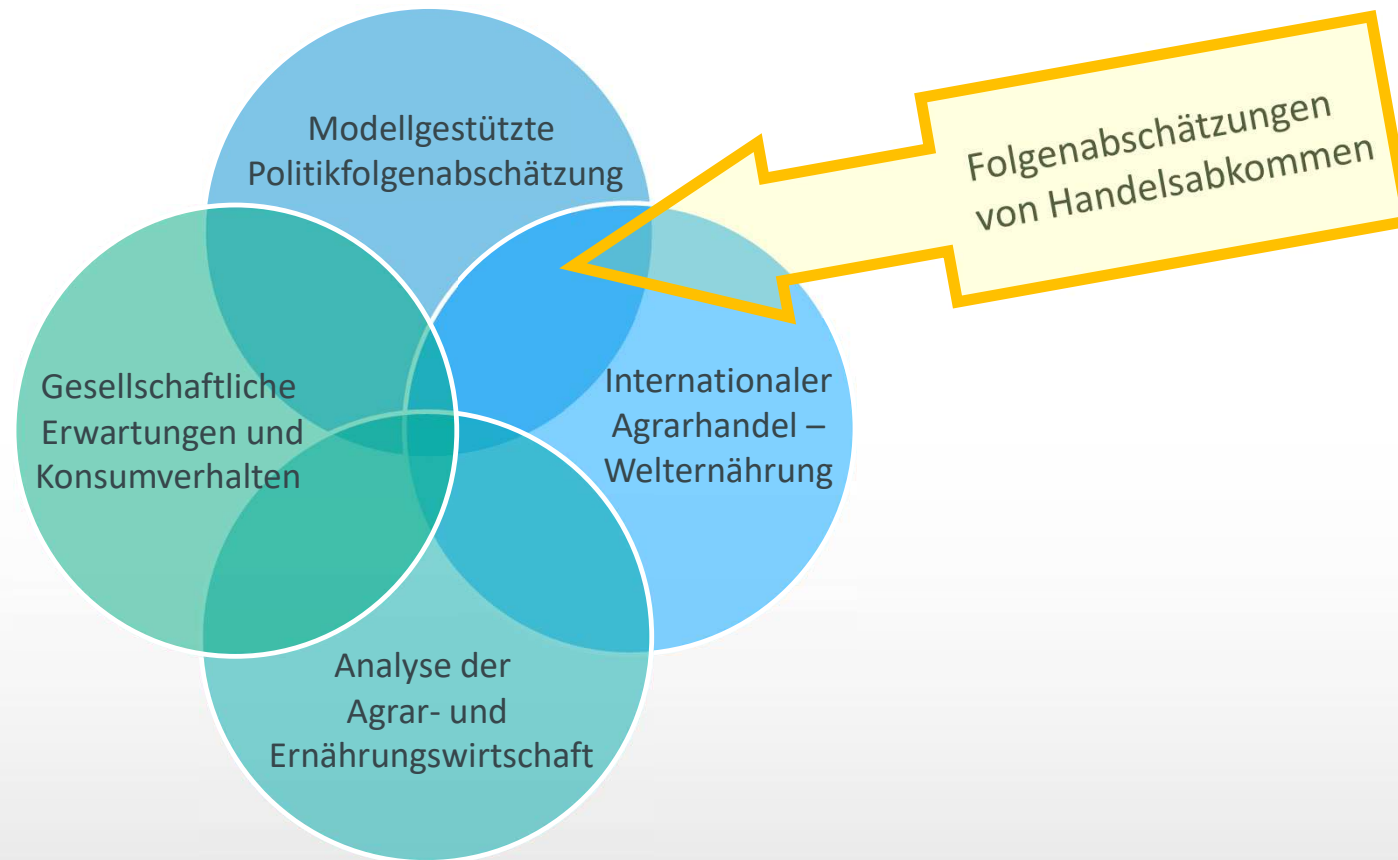 Modellgestützte
Politikfolgenabschätzung
Folgenabschätzungen
von Handelsabkommen
Gesellschaftliche
Erwartungen und
Konsumverhalten
Internationaler
Agrarhandel –
Welternährung
Analyse der
Agrar- und
Ernährungswirtschaft